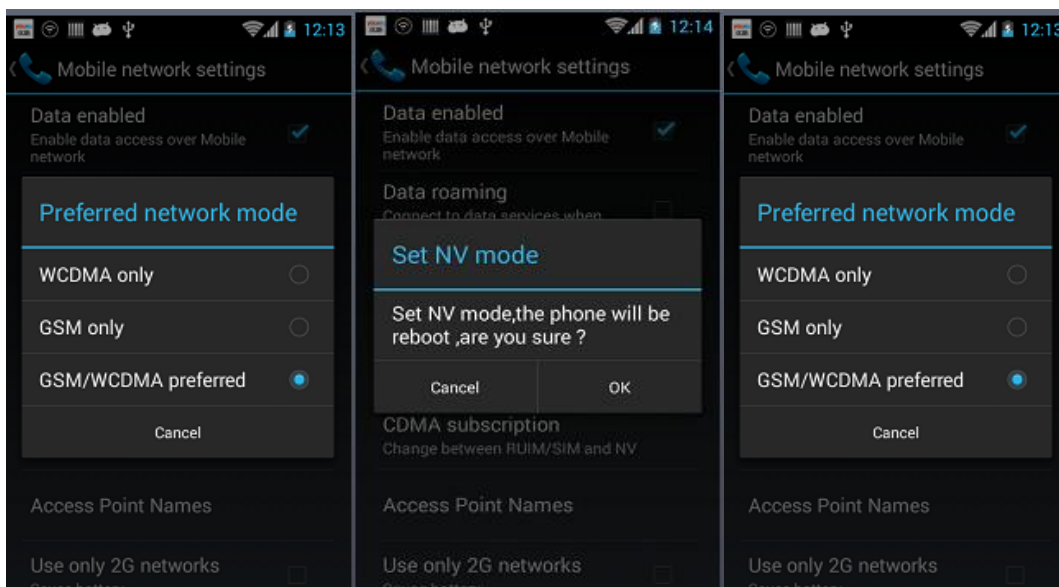 12:13
Mobile network settings
Data enabled
Enable data access over Mobile
network
Preferred network mode
WCDMA only
GSM only
GSM/WCDMA preferred
Cancel
Access Point Names
Use only 2G networks
12:14
Mobile network settings
Data enabled
Enable data access over Mobile
network
Data roaming
Connect to data services when
Set NV mode
Set NV mode,the phone will be
reboot ,are you sure ?
Cancel
OK
CDMA subscription
Change between RUIM/SIM and NV
Access Point Names
Use only 2G networks
12:13
Mobile network settings
Data enabled
Enable data access over Mobile
network
Preferred network mode
WCDMA only
GSM only
GSM/WCDMA preferred
Cancel
Access Point Names
Use only 2G networks